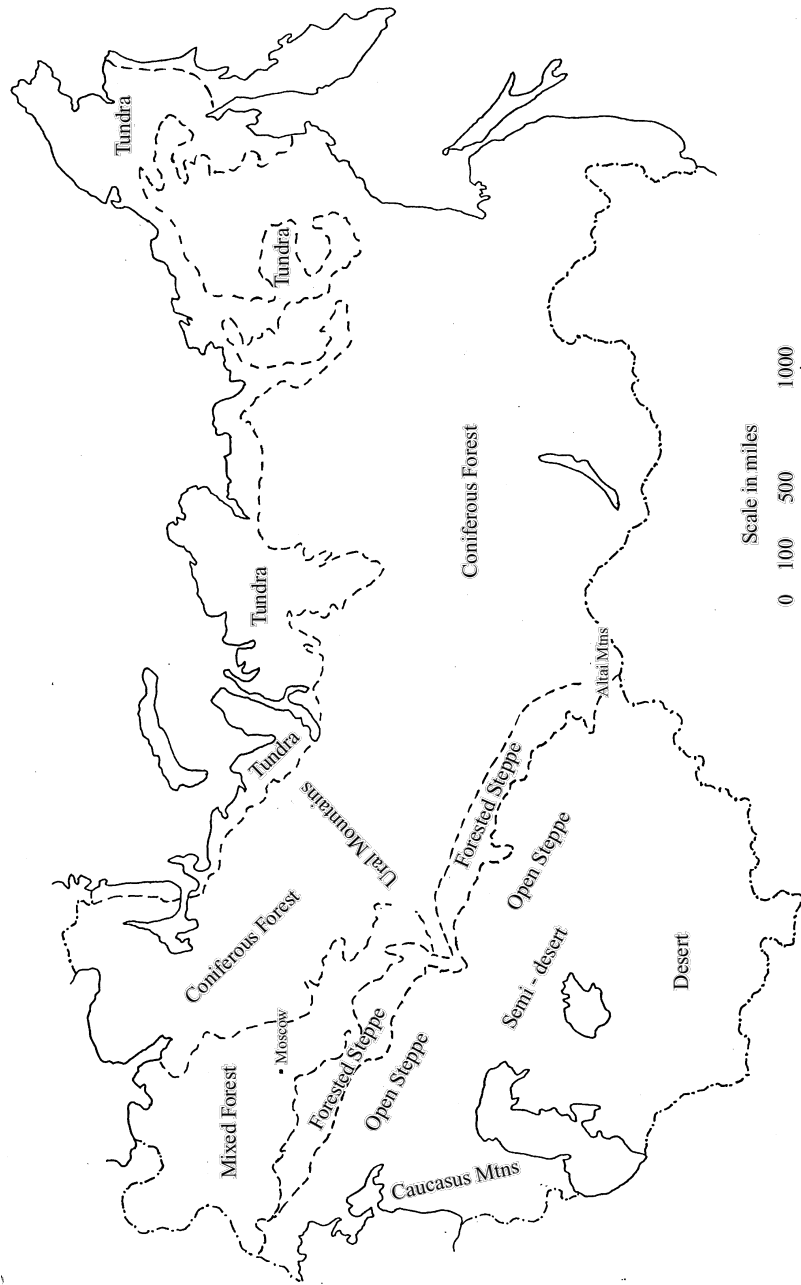 Tundra
Tundra
Tundra
Tundra
Ural Mountains
Coniferous Forest
Coniferous Forest
Mixed Forest
Moscow
Forested Steppe
Forested Steppe
Open Steppe
Open Steppe
Altai Mtns
Caucasus Mtns
Semi - desert
Desert
Scale in miles
0 100 500 1000